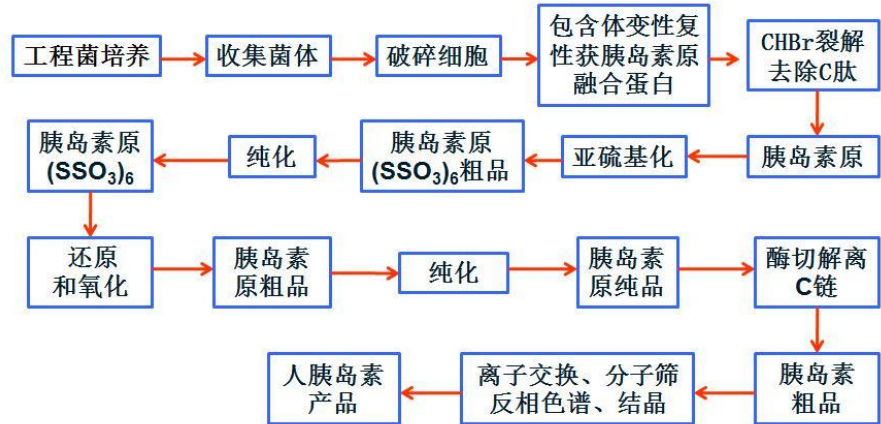 工程菌培养
收集菌体
破碎细胞
包含体变性复
性获胰岛素原
融合蛋白
CHBr裂解
去除C肽
胰岛素原
亚硫基化
胰岛素原
(SSO₃)₆粗品
纯化
胰岛素原
(SSO₃)₆
还原
和氧化
胰岛素
原粗品
纯化
胰岛素
原纯品
酶切解离
C链
胰岛素
粗品
离子交换、分子筛
反相色谱、结晶
人胰岛素
产品